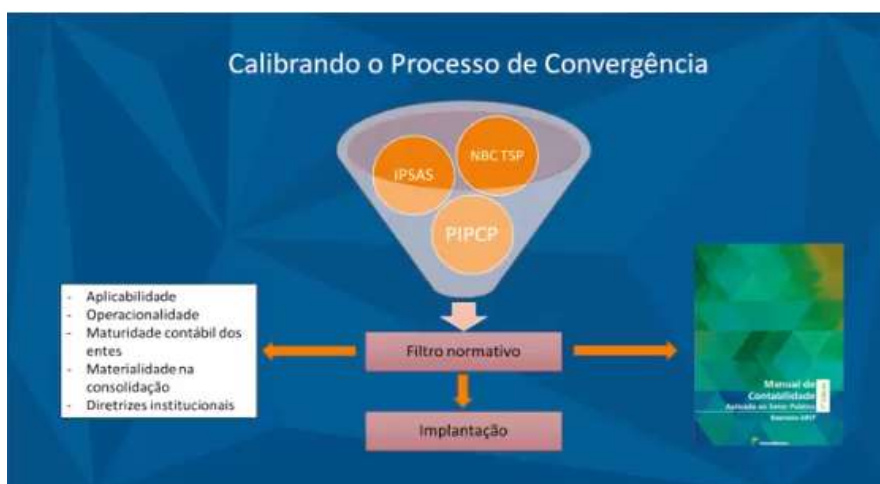 Calibrando o Processo de Convergência
NBC TSP
IPSAS
PIPCP
- Aplicabilidade
- Operacionalidade
- Maturidade contábil dos
entes
- Materialidade na
consolidação
- Diretrizes institucionais
Filtro normativo
Implantação
Manual de
Contabilidade
Aplicada ao Setor Público